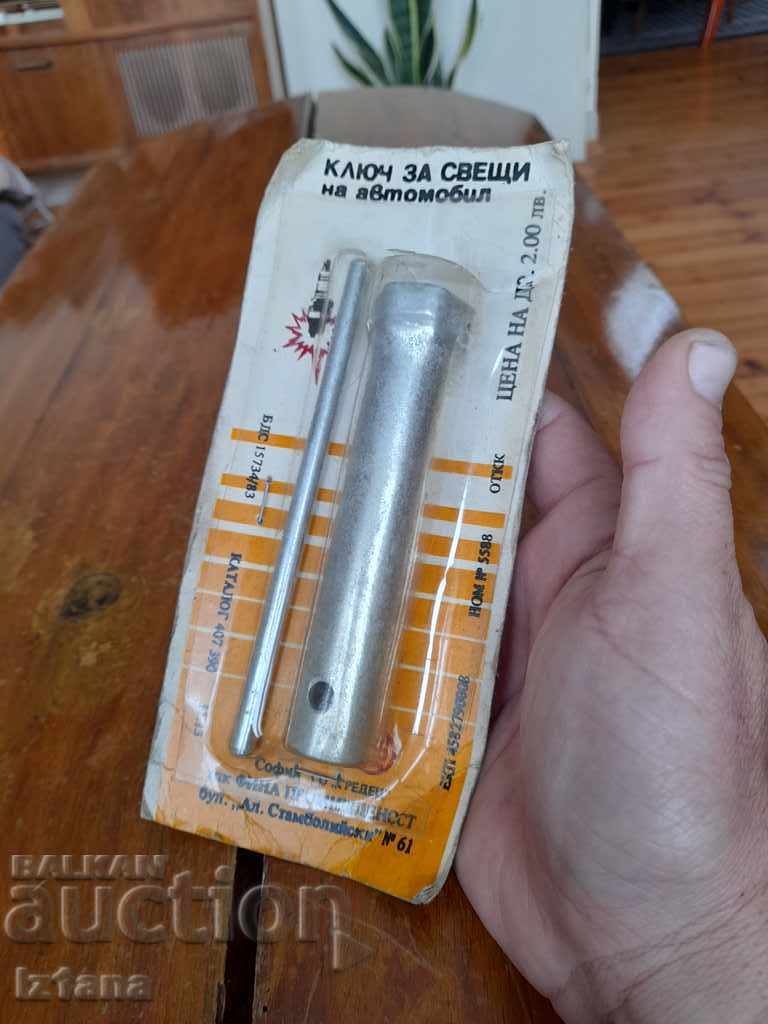 КЛЮЧ ЗА СВЕЩИ
на автомобил
ЦЕНА НА ДР. 2.00 лв.
БДС 15734/83
ОТКК
КАТАЛОГ 407 390
НОМ № 5588
ЕКП 4582790808
София
бул. „Ал. Стамболийски" № 61
BALKAN
auction
Iztana